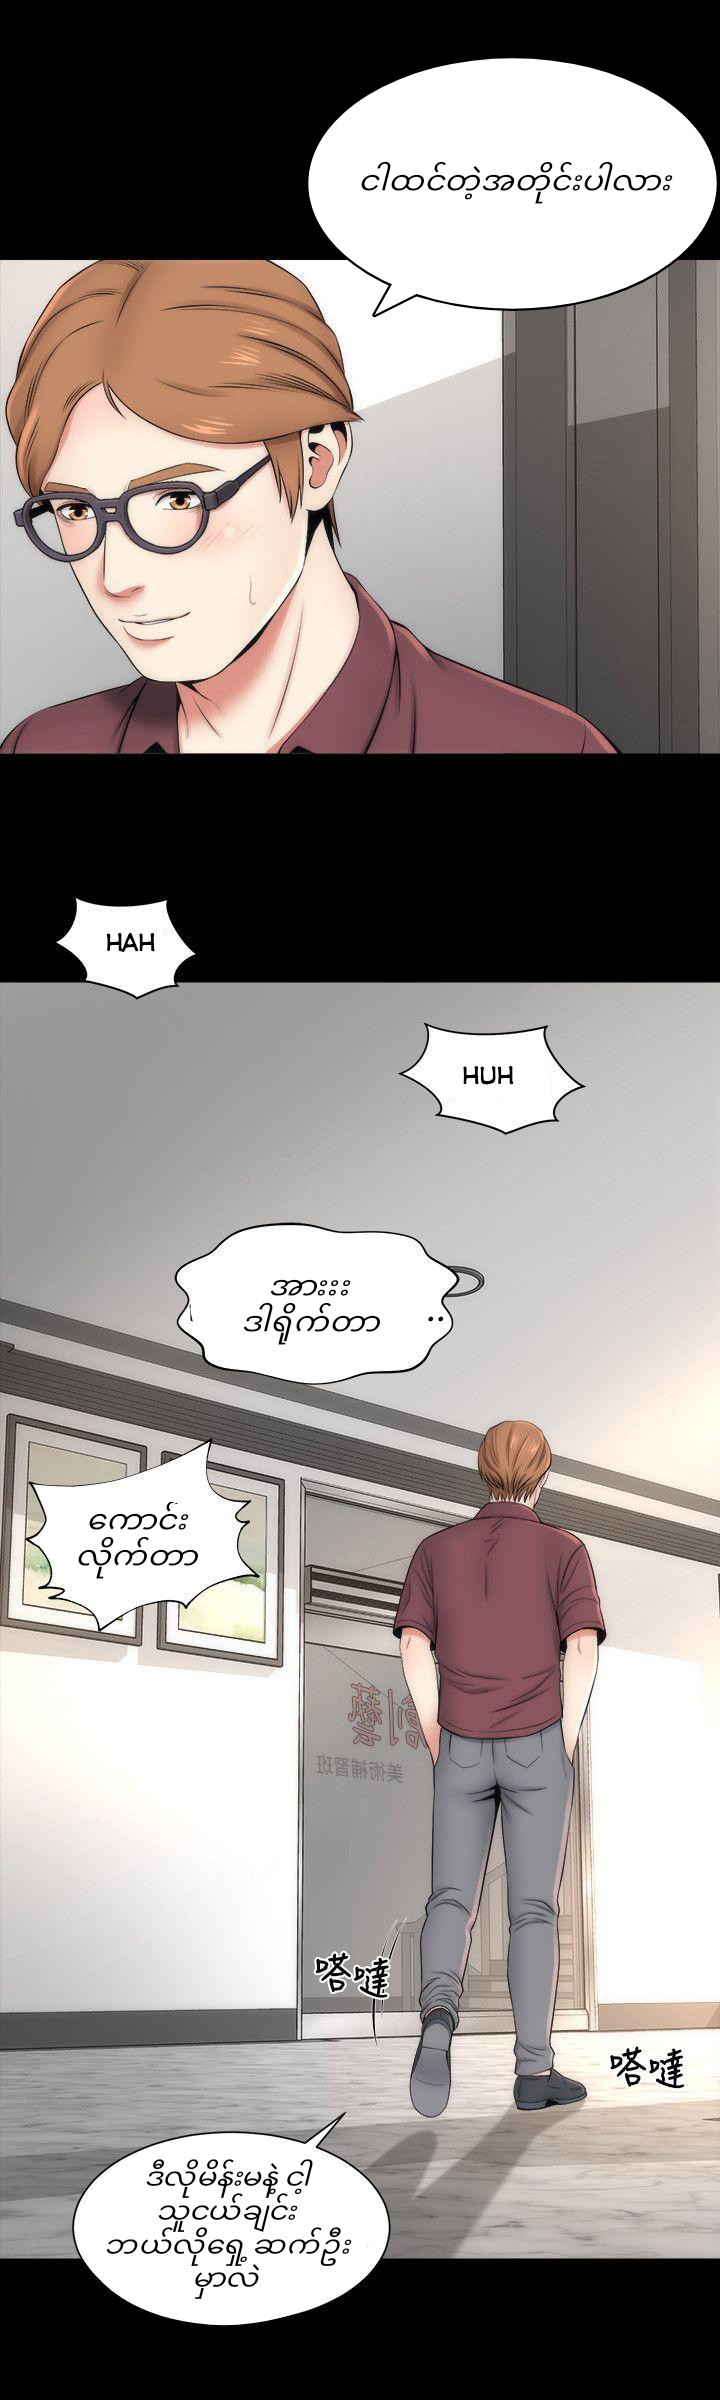 ငါထင်တဲ့အတိုင်းပါလား
HAH
HUH
အားးး
ဒါရိုက်တာ
..
ကောင်း
လိုက်တာ
創藝
美術補習班
嗒噠
嗒噠
ဒီလိုမိန်းမနဲ့ ငါ့
သူငယ်ချင်း
ဘယ်လိုရှေ့ ဆက်ဦး
မှာလဲ